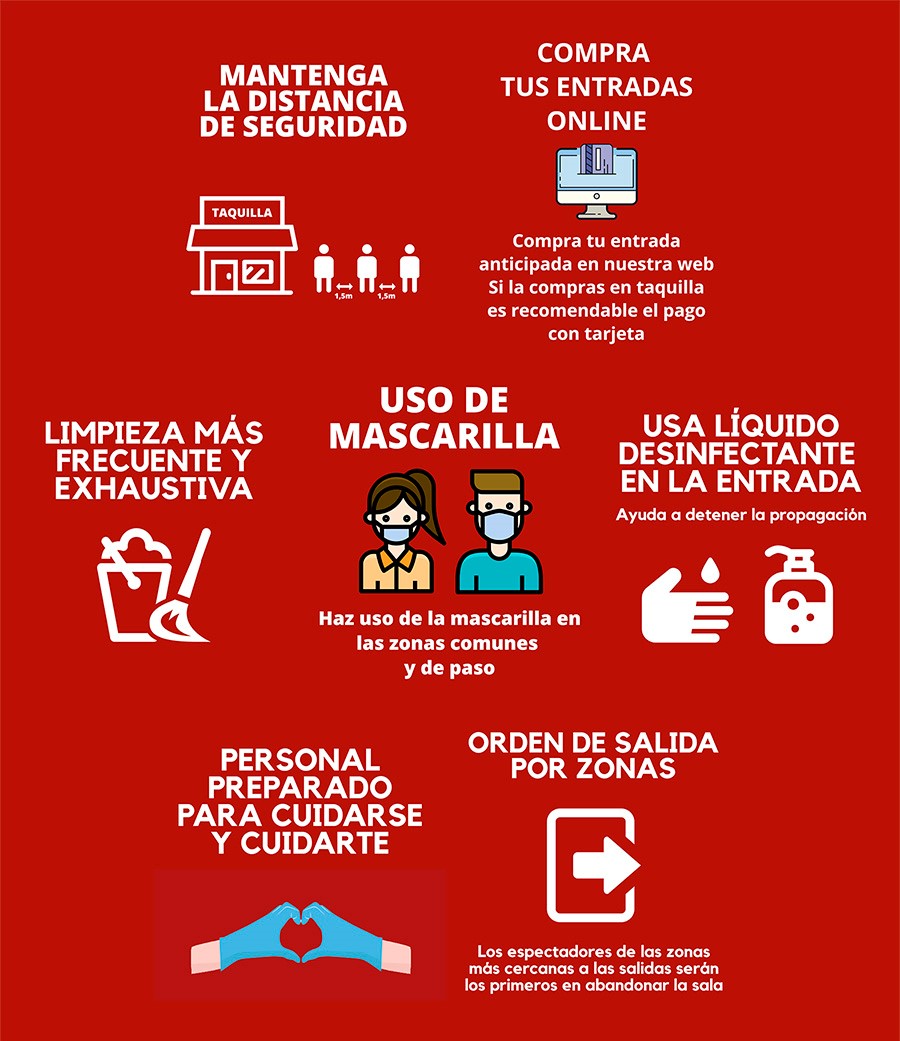 MANTENGA
LA DISTANCIA
DE SEGURIDAD
TAQUILLA
1,5m
1,5m
COMPRA
TUS ENTRADAS
ONLINE
Compra tu entrada
anticipada en nuestra web
Si la compras en taquilla
es recomendable el pago
con tarjeta
LIMPIEZA MÁS
FRECUENTE Y
EXHAUSTIVA
USO DE
MASCARILLA
Haz uso de la mascarilla en
las zonas comunes
y de paso
USA LÍQUIDO
DESINFECTANTE
EN LA ENTRADA
Ayuda a detener la propagación
PERSONAL
PREPARADO
PARA CUIDARSE
Y CUIDARTE
ORDEN DE SALIDA
POR ZONAS
Los espectadores de las zonas
más cercanas a las salidas serán
los primeros en abandonar la sala